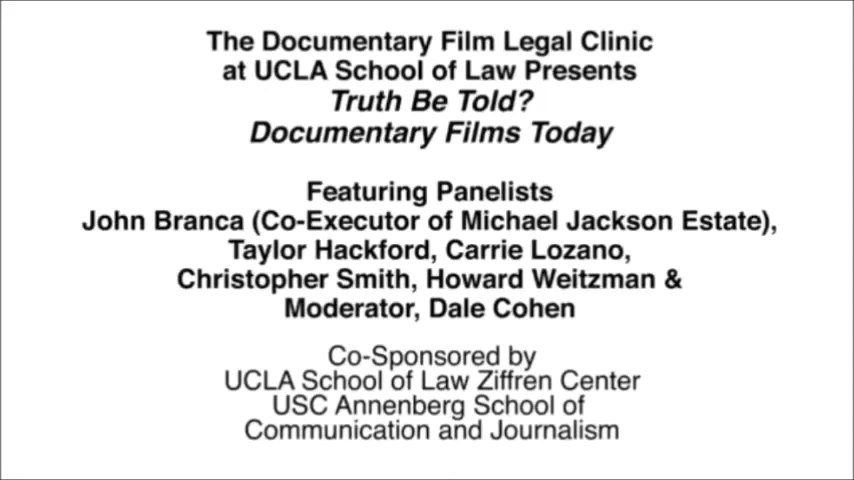 The Documentary Film Legal Clinic
at UCLA School of Law Presents
Truth Be Told?
Documentary Films Today
Featuring Panelists
John Branca (Co-Executor of Michael Jackson Estate),
Taylor Hackford, Carrie Lozano,
Christopher Smith, Howard Weitzman &
Moderator, Dale Cohen
Co-Sponsored by
UCLA School of Law Ziffren Center
USC Annenberg School of
Communication and Journalism